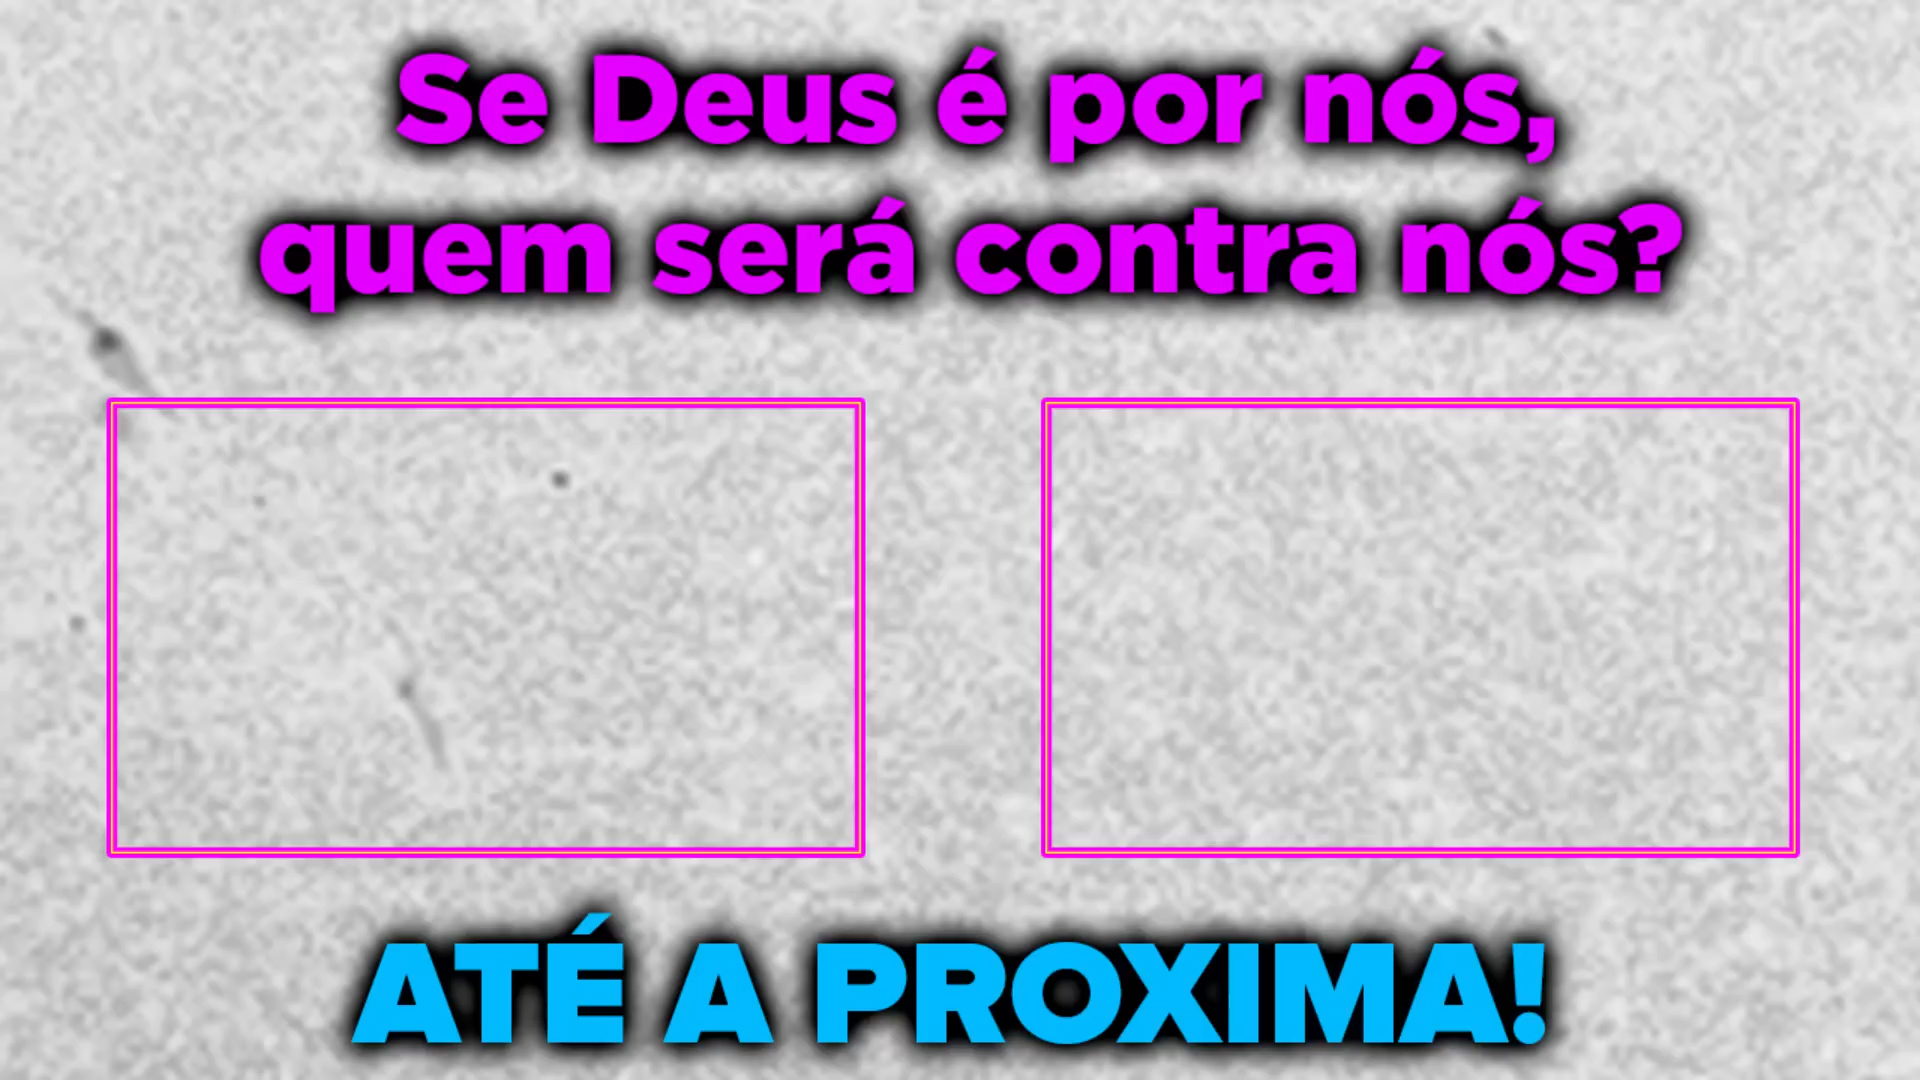 Se Deus é por nós,
quem será contra nós?
ATÉ A PROXIMA!